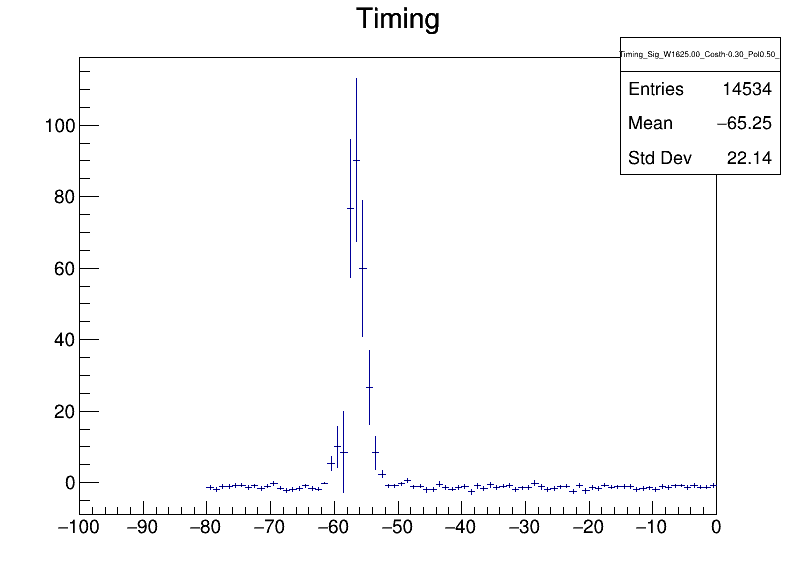 Timing
Timing_Sig_W1625.00_Costh-0.30_Pol0.50_
Entries 14534
Mean −65.25
Std Dev 22.14
100
80
60
40
20
0
−100 −90 −80 −70 −60 −50 −40 −30 −20 −10 0